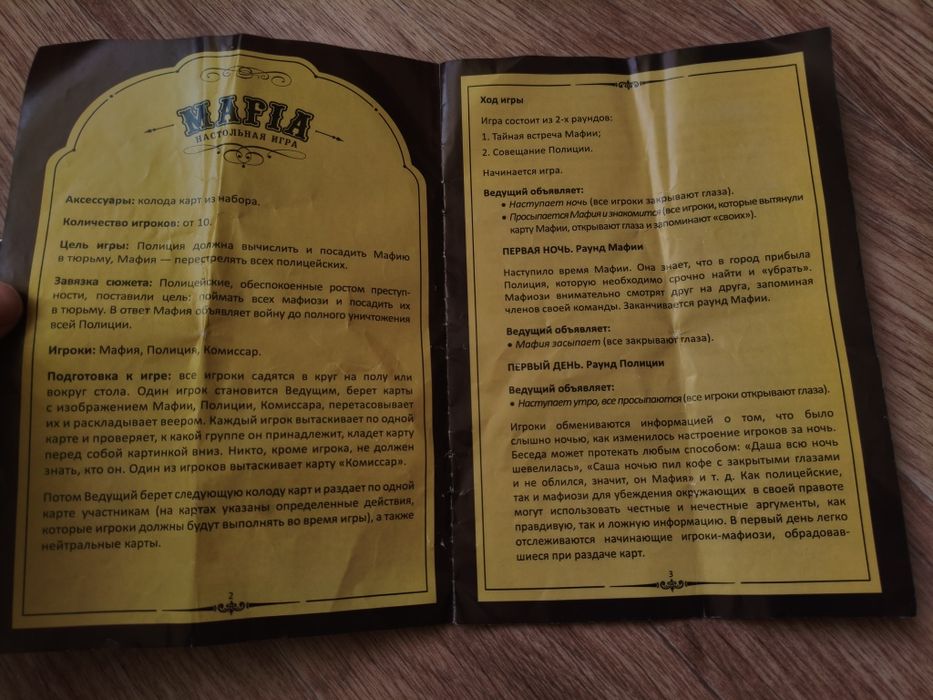 MAFIA
НАСТОЛЬНАЯ ИГРА
Аксессуары: колода карт из набора.
Количество игроков: от 10.
Цель игры: Полиция должна вычислить и посадить Мафию
в тюрьму, Мафия — перестрелять всех полицейских.
Завязка сюжета: Полицейские, обеспокоенные ростом преступ-
ности, поставили цель: поймать всех мафиози и посадить их
в тюрьму. В ответ Мафия объявляет войну до полного уничтожения
всей Полиции.
Игроки: Мафия, Полиция, Комиссар.
Подготовка к игре: все игроки садятся в круг на полу или
вокруг стола. Один игрок становится Ведущим, берет карты
с изображением Мафии, Полиции, Комиссара, перетасовывает
их и раскладывает веером. Каждый игрок вытаскивает по одной
карте и проверяет, к какой группе он принадлежит, кладет карту
перед собой картинкой вниз. Никто, кроме игрока, не должен
знать, кто он. Один из игроков вытаскивает карту «Комиссар».
Потом Ведущий берет следующую колоду карт и раздает по одной
карте участникам (на картах указаны определенные действия,
которые игроки должны будут выполнять во время игры), а также
нейтральные карты.
2
Ход игры
Игра состоит из 2-х раундов:
1. Тайная встреча Мафии;
2. Совещание Полиции.
Начинается игра.
Ведущий объявляет:
• Наступает ночь (все игроки закрывают глаза).
• Просыпается Мафия и знакомится (все игроки, которые вытянули
карту Мафии, открывают глаза и запоминают «своих»).
ПЕРВАЯ НОЧЬ. Раунд Мафии
Наступило время Мафии. Она знает, что в город прибыла
Полиция, которую необходимо срочно найти и «убрать».
Мафиози внимательно смотрят друг на друга, запоминая
членов своей команды. Заканчивается раунд Мафии.
Ведущий объявляет:
• Мафия засыпает (все закрывают глаза).
ПЕРВЫЙ ДЕНЬ. Раунд Полиции
Ведущий объявляет:
• Наступает утро, все просыпаются (все игроки открывают глаза).
Игроки обмениваются информацией о том, что было
слышно ночью, как изменилось настроение игроков за ночь.
Беседа может протекать любым способом: «Даша всю ночь
шевелилась», «Саша ночью пил кофе с закрытыми глазами
и не облился, значит, он Мафия» и т. д. Как полицейские,
так и мафиози для убеждения окружающих в своей правоте
могут использовать честные и нечестные аргументы, как
правдивую, так и ложную информацию. В первый день легко
отслеживаются начинающие игроки-мафиози, обрадовав-
шиеся при раздаче карт.
3